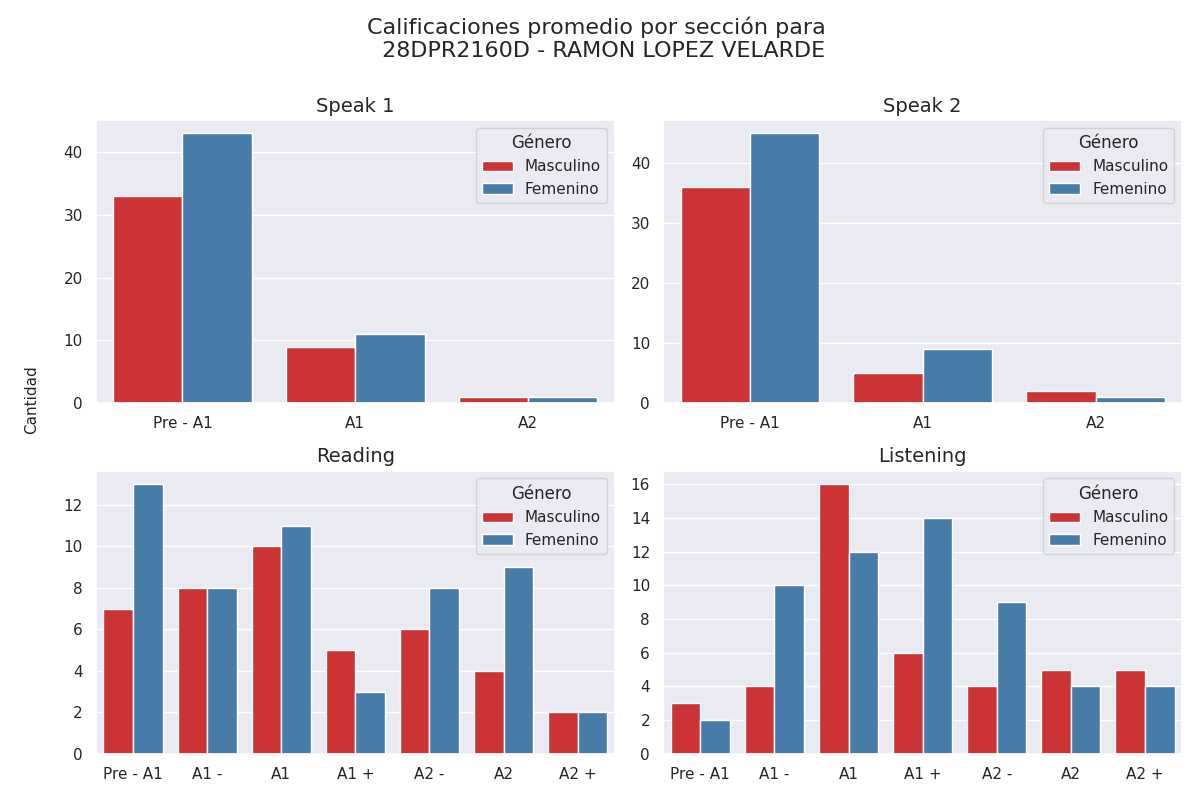 Calificaciones promedio por sección para
28DPR2160D - RAMON LOPEZ VELARDE
Cantidad
Speak 1
40
30
20
10
0
Pre - A1
A1
A2
Género
Masculino
Femenino
Speak 2
40
30
20
10
0
Pre - A1
A1
A2
Género
Masculino
Femenino
Reading
12
10
8
6
4
2
0
Pre - A1
A1 -
A1
A1 +
A2 -
A2
A2 +
Género
Masculino
Femenino
Listening
16
14
12
10
8
6
4
2
0
Pre - A1
A1 -
A1
A1 +
A2 -
A2
A2 +
Género
Masculino
Femenino